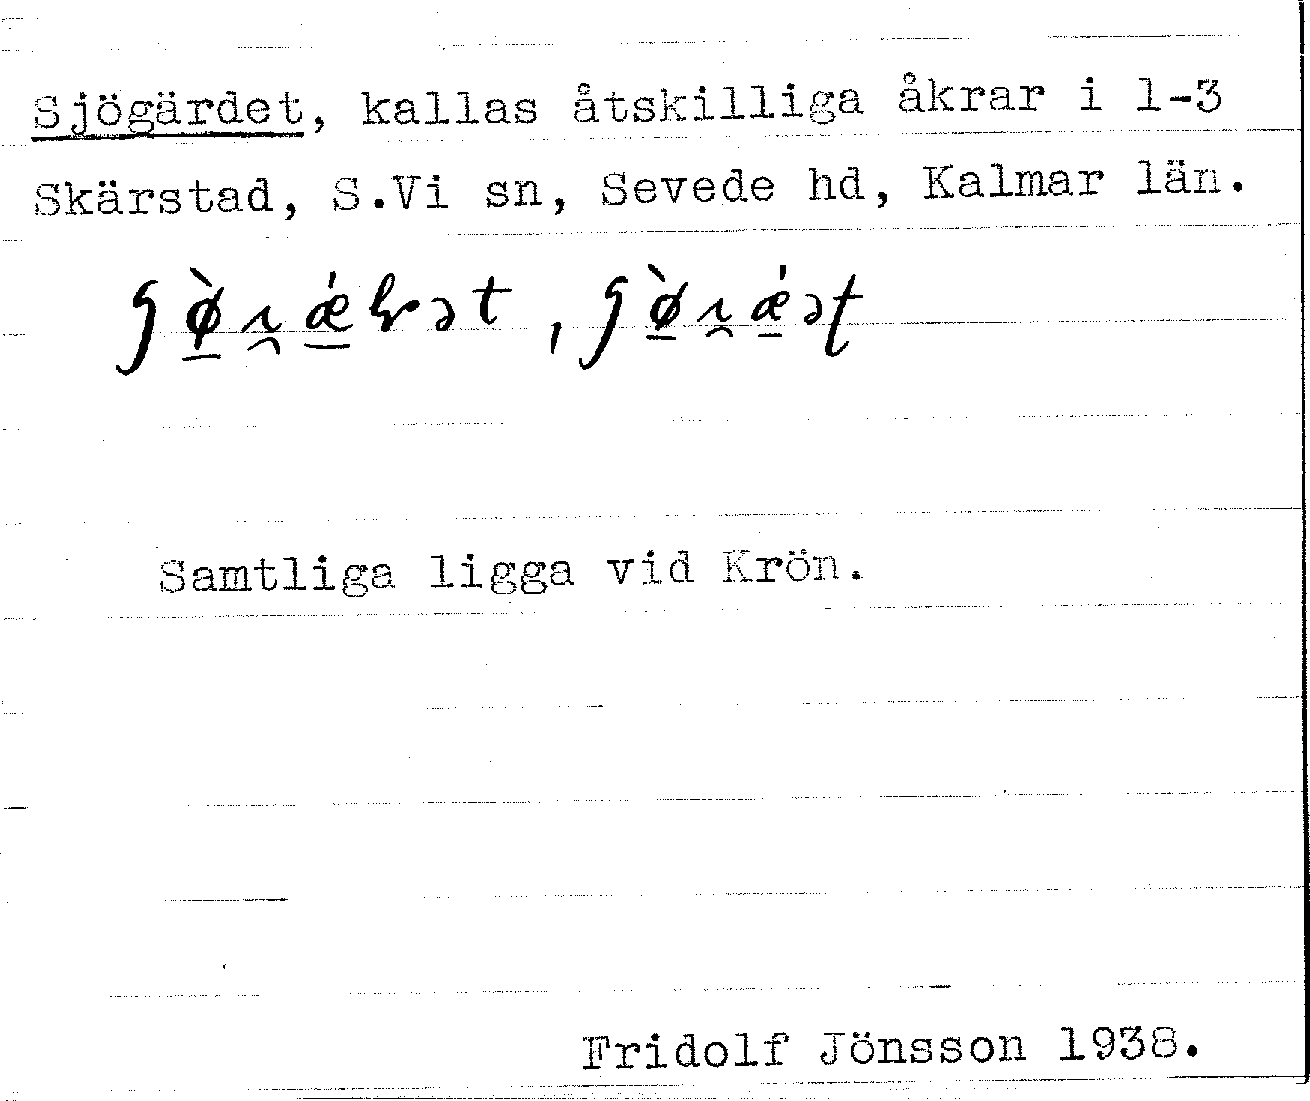 Sjögärdet, kallas åtskilliga åkrar i 1-3
Skärstad, S.Vi sn, Sevede hd, Kalmar län.
Samtliga ligga vid Krön.
Fridolf Jönsson 1938.